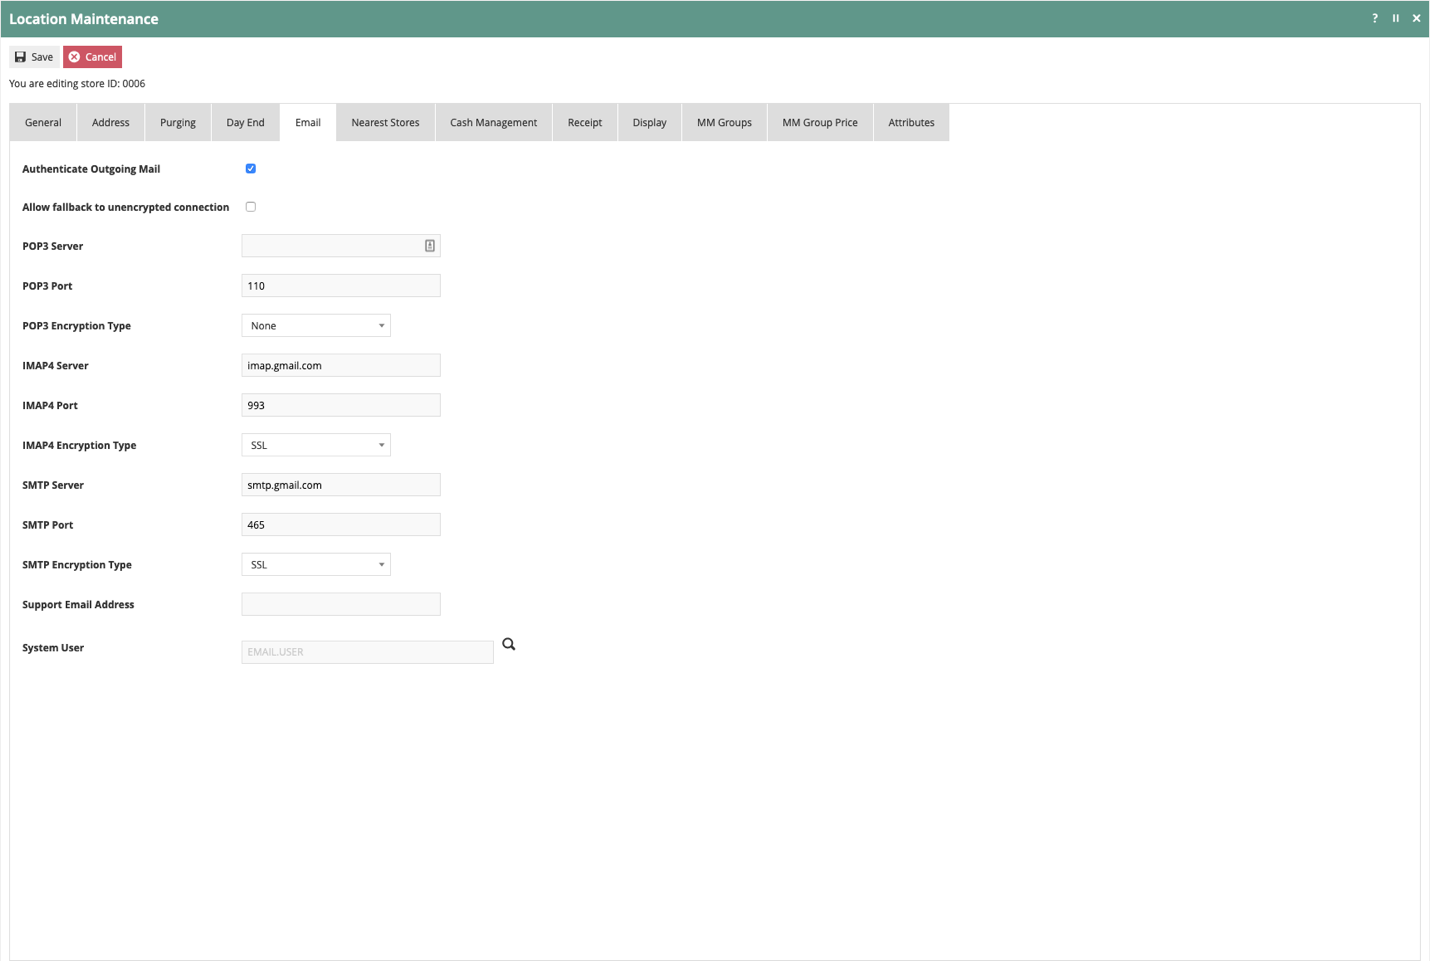 Location Maintenance
?
Save Cancel
You are editing store ID: 0006
General Address Purging Day End Email Nearest Stores Cash Management Receipt Display MM Groups MM Group Price Attributes
Authenticate Outgoing Mail
Allow fallback to unencrypted connection
POP3 Server
POP3 Port 110
POP3 Encryption Type None
IMAP4 Server imap.gmail.com
IMAP4 Port 993
IMAP4 Encryption Type SSL
SMTP Server smtp.gmail.com
SMTP Port 465
SMTP Encryption Type SSL
Support Email Address
System User EMAIL.USER